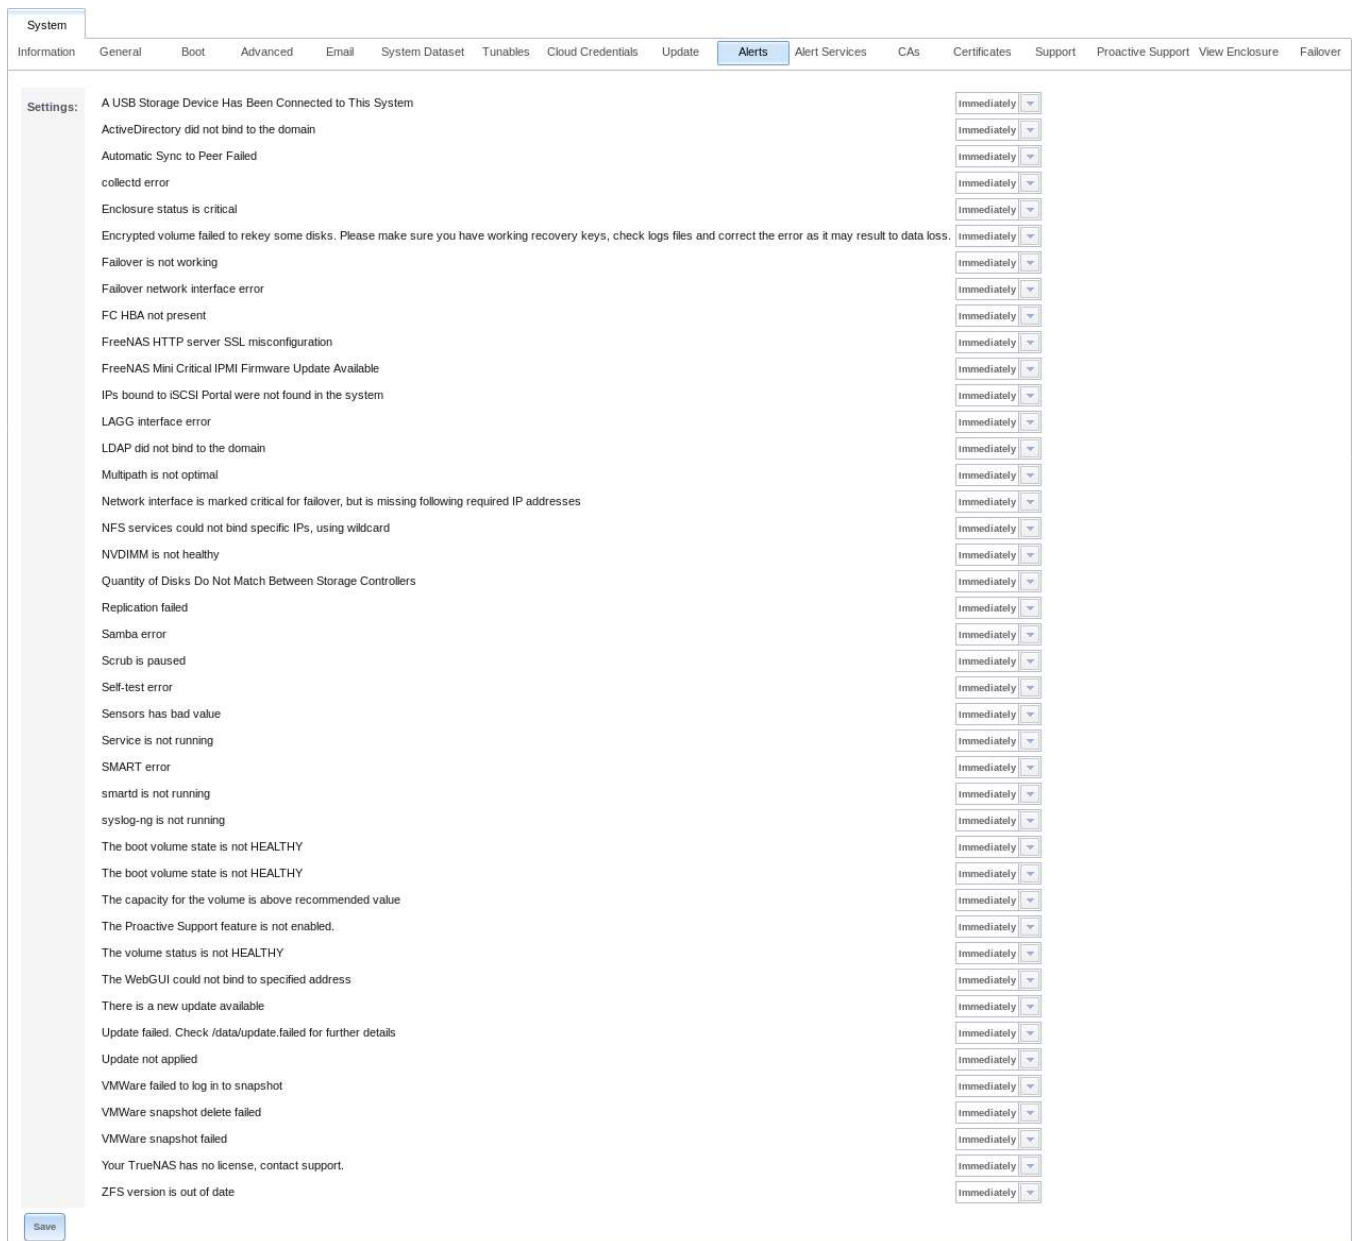 System
Information General Boot Advanced Email System Dataset Tunables Cloud Credentials Update Alerts Alert Services CAs Certificates Support Proactive Support View Enclosure Failover
Settings: A USB Storage Device Has Been Connected to This System Immediately
ActiveDirectory did not bind to the domain Immediately
Automatic Sync to Peer Failed Immediately
collectd error Immediately
Enclosure status is critical Immediately
Encrypted volume failed to rekey some disks. Please make sure you have working recovery keys, check logs files and correct the error as it may result to data loss. Immediately
Failover is not working Immediately
Failover network interface error Immediately
FC HBA not present Immediately
FreeNAS HTTP server SSL misconfiguration Immediately
FreeNAS Mini Critical IPMI Firmware Update Available Immediately
IPs bound to iSCSI Portal were not found in the system Immediately
LAGG interface error Immediately
LDAP did not bind to the domain Immediately
Multipath is not optimal Immediately
Network interface is marked critical for failover, but is missing following required IP addresses Immediately
NFS services could not bind specific IPs, using wildcard Immediately
NVDIMM is not healthy Immediately
Quantity of Disks Do Not Match Between Storage Controllers Immediately
Replication failed Immediately
Samba error Immediately
Scrub is paused Immediately
Self-test error Immediately
Sensors has bad value Immediately
Service is not running Immediately
SMART error Immediately
smartd is not running Immediately
syslog-ng is not running Immediately
The boot volume state is not HEALTHY Immediately
The boot volume state is not HEALTHY Immediately
The capacity for the volume is above recommended value Immediately
The Proactive Support feature is not enabled. Immediately
The volume status is not HEALTHY Immediately
The WebGUI could not bind to specified address Immediately
There is a new update available Immediately
Update failed. Check /data/update.failed for further details Immediately
Update not applied Immediately
VMWare failed to log in to snapshot Immediately
VMWare snapshot delete failed Immediately
VMWare snapshot failed Immediately
Your TrueNAS has no license, contact support. Immediately
ZFS version is out of date Immediately
Save